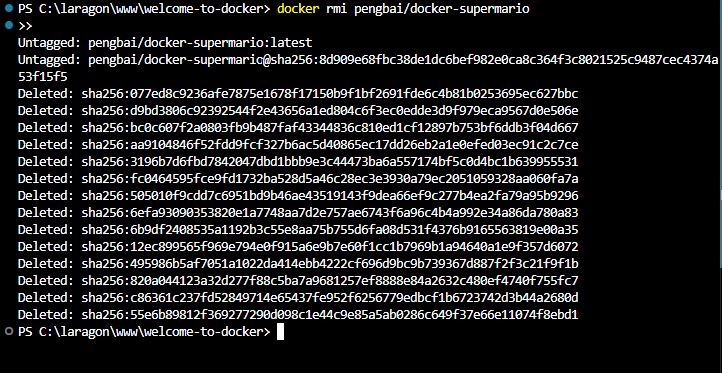 PS C:\laragon\www\welcome-to-docker> docker rmi pengbai/docker-supermario
>>
Untagged: pengbai/docker-supermario:latest
Untagged: pengbai/docker-supermario@sha256:8d909e68fbc38de1dc6bef982e0ca8c364f3c8021525c9487cec4374a
53f15f5
Deleted: sha256:077ed8c9236afe7875e1678f17150b9f1bf2691fde6c4b81b0253695ec627bbc
Deleted: sha256:d9bd3806c92392544f2e43656a1ed804c6f3ec0edde3d9f979eca9567d0e506e
Deleted: sha256:bc0c607f2a0803fb9b487faf43344836c810ed1cf12897b753bf6ddb3f04d667
Deleted: sha256:aa9104846f52fdd9fcf327b6ac5d40865ec17dd26eb2a1e0efed03ec91c2c7ce
Deleted: sha256:3196b7d6fbd7842047dbd1bbb9e3c44473ba6a557174bf5c0d4bc1b639955531
Deleted: sha256:fc0464595fce9fd1732ba528d5a46c28ec3e3930a79ec2051059328aa060fa7a
Deleted: sha256:505010f9cdd7c6951bd9b46ae43519143f9dea66ef9c277b4ea2fa79a95b9296
Deleted: sha256:6efa93090353820e1a7748aa7d2e757ae6743f6a96c4b4a992e34a86da780a83
Deleted: sha256:6b9df2408535a1192b3c55e8aa75b755d6fa08d531f4376b9165563819e00a35
Deleted: sha256:12ec899565f969e794e0f915a6e9b7e60f1cc1b7969b1a94640a1e9f357d6072
Deleted: sha256:495986b5af7051a1022da414ebb4222cf696d9bc9b739367d887f2f3c21f9f1b
Deleted: sha256:820a044123a32d277f88c5ba7a9681257ef8888e84a2632c480ef4740f755fc7
Deleted: sha256:c86361c237fd52849714e65437fe952f6256779edbcf1b6723742d3b44a2680d
Deleted: sha256:55e6b89812f369277290d098c1e44c9e85a5ab0286c649f37e66e11074f8ebd1
PS C:\laragon\www\welcome-to-docker>